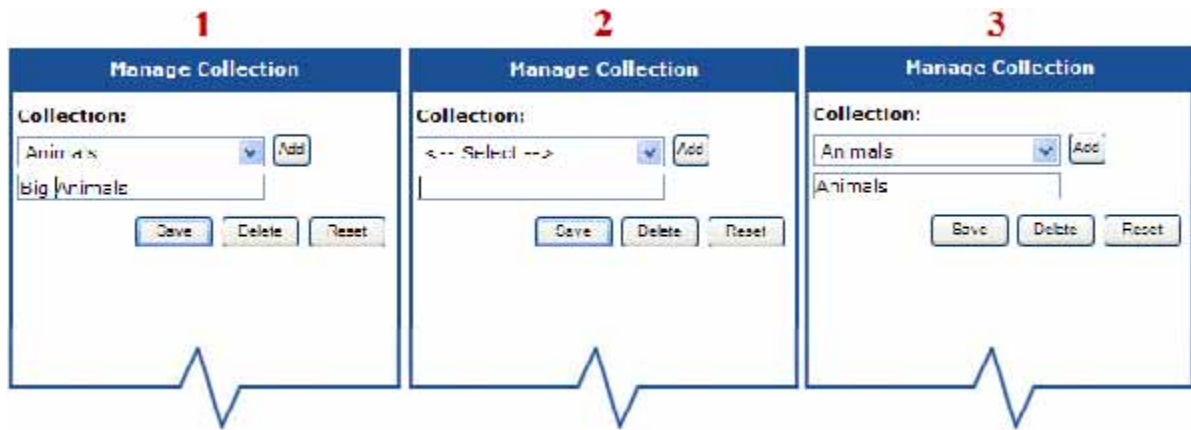 1 2 3
Manage Collection Manage Collection Manage Collection
Collection: Collection: Collection:
Animals Add <-- Select --> Add Animals Add
Big Animals Animals
Save Delete Reset Save Delete Reset Save Delete Reset